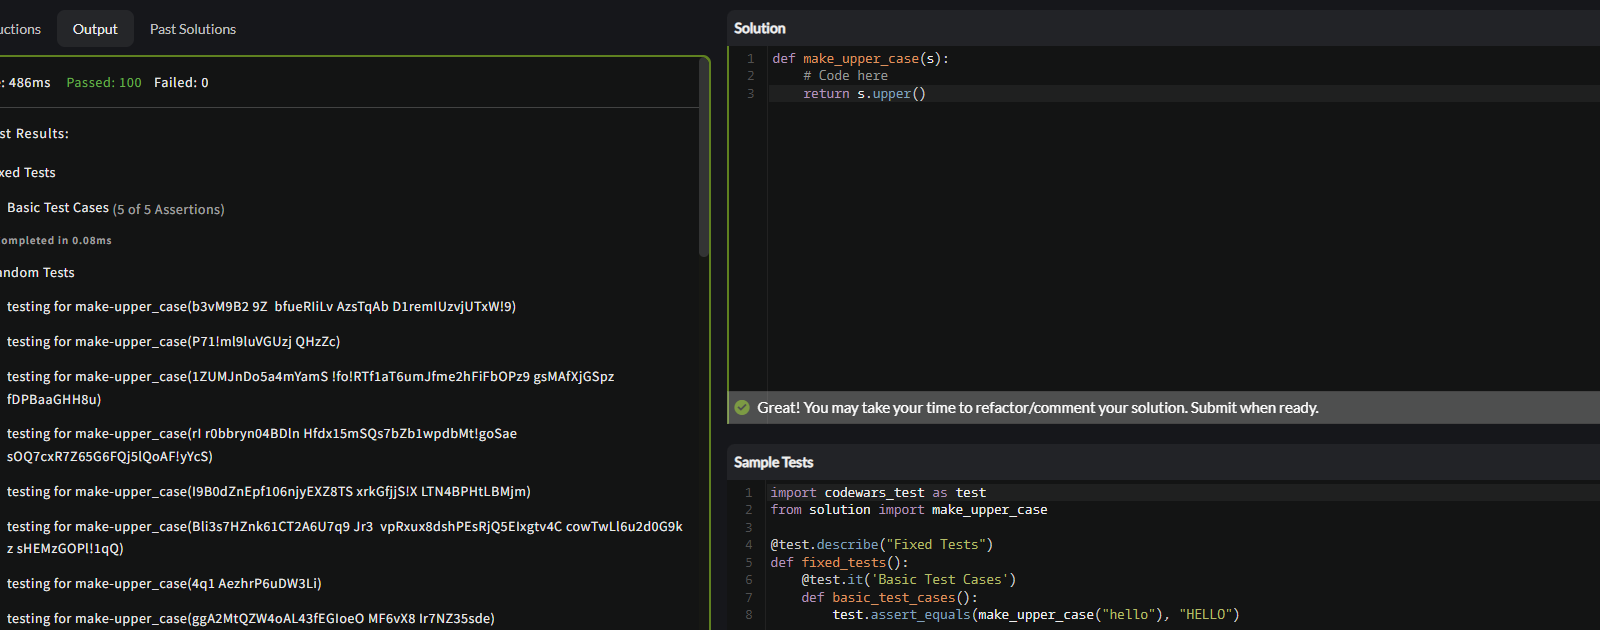 uctions Output Past Solutions
: 486ms Passed: 100 Failed: 0
st Results:
xed Tests
Basic Test Cases (5 of 5 Assertions)
ompleted in 0.08ms
andom Tests
testing for make-upper_case(b3vM9B2 9Z  bfueRIiLv AzsTqAb D1remIUzvjUTxW!9)
testing for make-upper_case(P71!ml9luVGUzj QHzZc)
testing for make-upper_case(1ZUMJnDo5a4mYamS !fo!RTf1aT6umJfme2hFiFbOPz9 gsMAfXjGSpz
fDPBaaGHH8u)
testing for make-upper_case(rI r0bbryn04BDln Hfdx15mSQs7bZb1wpdbMt!goSae
sOQ7cxR7Z65G6FQj5lQoAF!yYcS)
testing for make-upper_case(I9B0dZnEpf106njyEXZ8TS xrkGfjjS!X LTN4BPHtLBMjm)
testing for make-upper_case(Bli3s7HZnk61CT2A6U7q9 Jr3  vpRxux8dshPEsRjQ5EIxgtv4C cowTwLl6u2d0G9k
z sHEMzGOPl!1qQ)
testing for make-upper_case(4q1 AezhrP6uDW3Li)
testing for make-upper_case(ggA2MtQZW4oAL43fEGIoeO MF6vX8 Ir7NZ35sde)
Solution
1 def make_upper_case(s):
2 # Code here
3 return s.upper()
Great! You may take your time to refactor/comment your solution. Submit when ready.
Sample Tests
1 import codewars_test as test
2 from solution import make_upper_case
3
4 @test.describe("Fixed Tests")
5 def fixed_tests():
6 @test.it('Basic Test Cases')
7 def basic_test_cases():
8 test.assert_equals(make_upper_case("hello"), "HELLO")